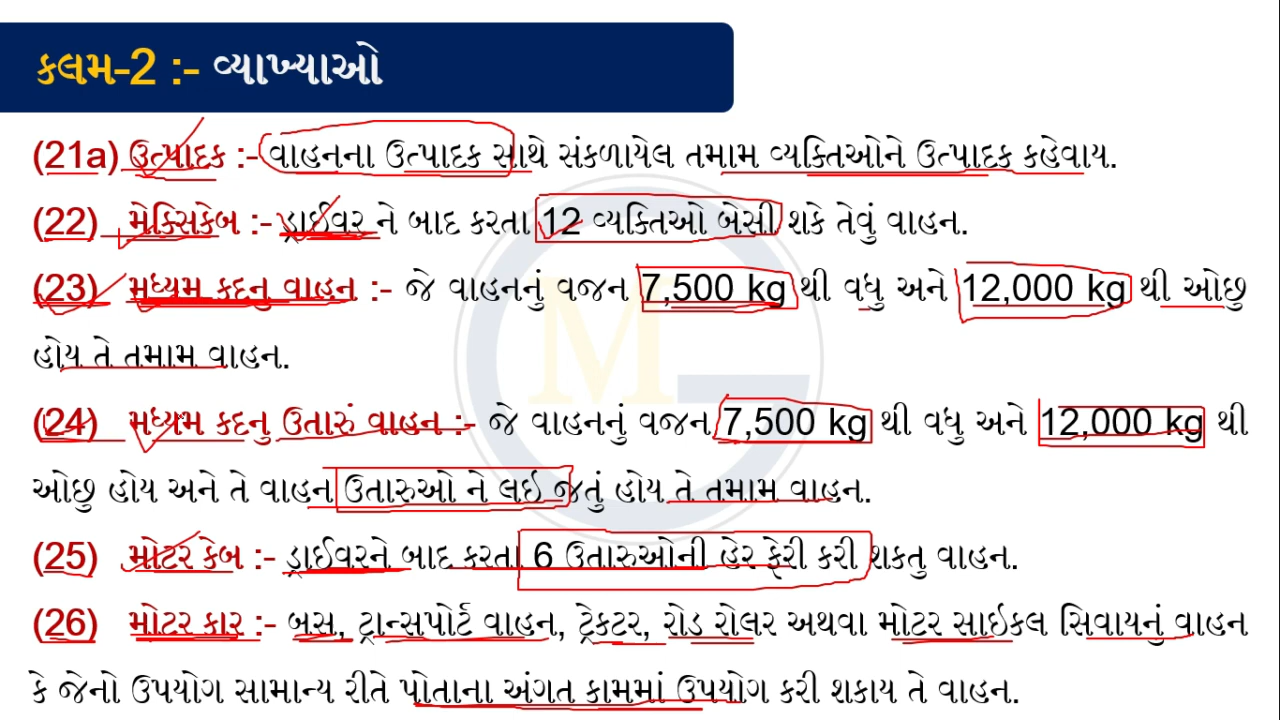 કલમ-2 :- વ્યાખ્યાઓ
(21a) ઉત્પાદક :- વાહનના ઉત્પાદક સાથે સંકળાયેલ તમામ વ્યક્તિઓને ઉત્પાદક કહેવાય.
(22) મેક્સિકેબ :- ડ્રાઈવર ને બાદ કરતા 12 વ્યક્તિઓ બેસી શકે તેવું વાહન.
(23) મધ્યમ કદનુ વાહન :- જે વાહનનું વજન 7,500 kg થી વધુ અને 12,000 kg થી ઓછુ
હોય તે તમામ વાહન.
(24) મધ્યમ કદનુ ઉતારું વાહન :- જે વાહનનું વજન 7,500 kg થી વધુ અને 12,000 kg થી
ઓછુ હોય અને તે વાહન ઉતારુઓ ને લઇ જતું હોય તે તમામ વાહન.
(25) મોટર કેબ :- ડ્રાઈવરને બાદ કરતા 6 ઉતારુઓની હેર ફેરી કરી શકતુ વાહન.
(26) મોટર કાર :- બસ, ટ્રાન્સપોર્ટ વાહન, ટ્રેકટર, રોડ રોલર અથવા મોટર સાઇકલ સિવાયનું વાહન
કે જેનો ઉપયોગ સામાન્ય રીતે પોતાના અંગત કામમાં ઉપયોગ કરી શકાય તે વાહન.